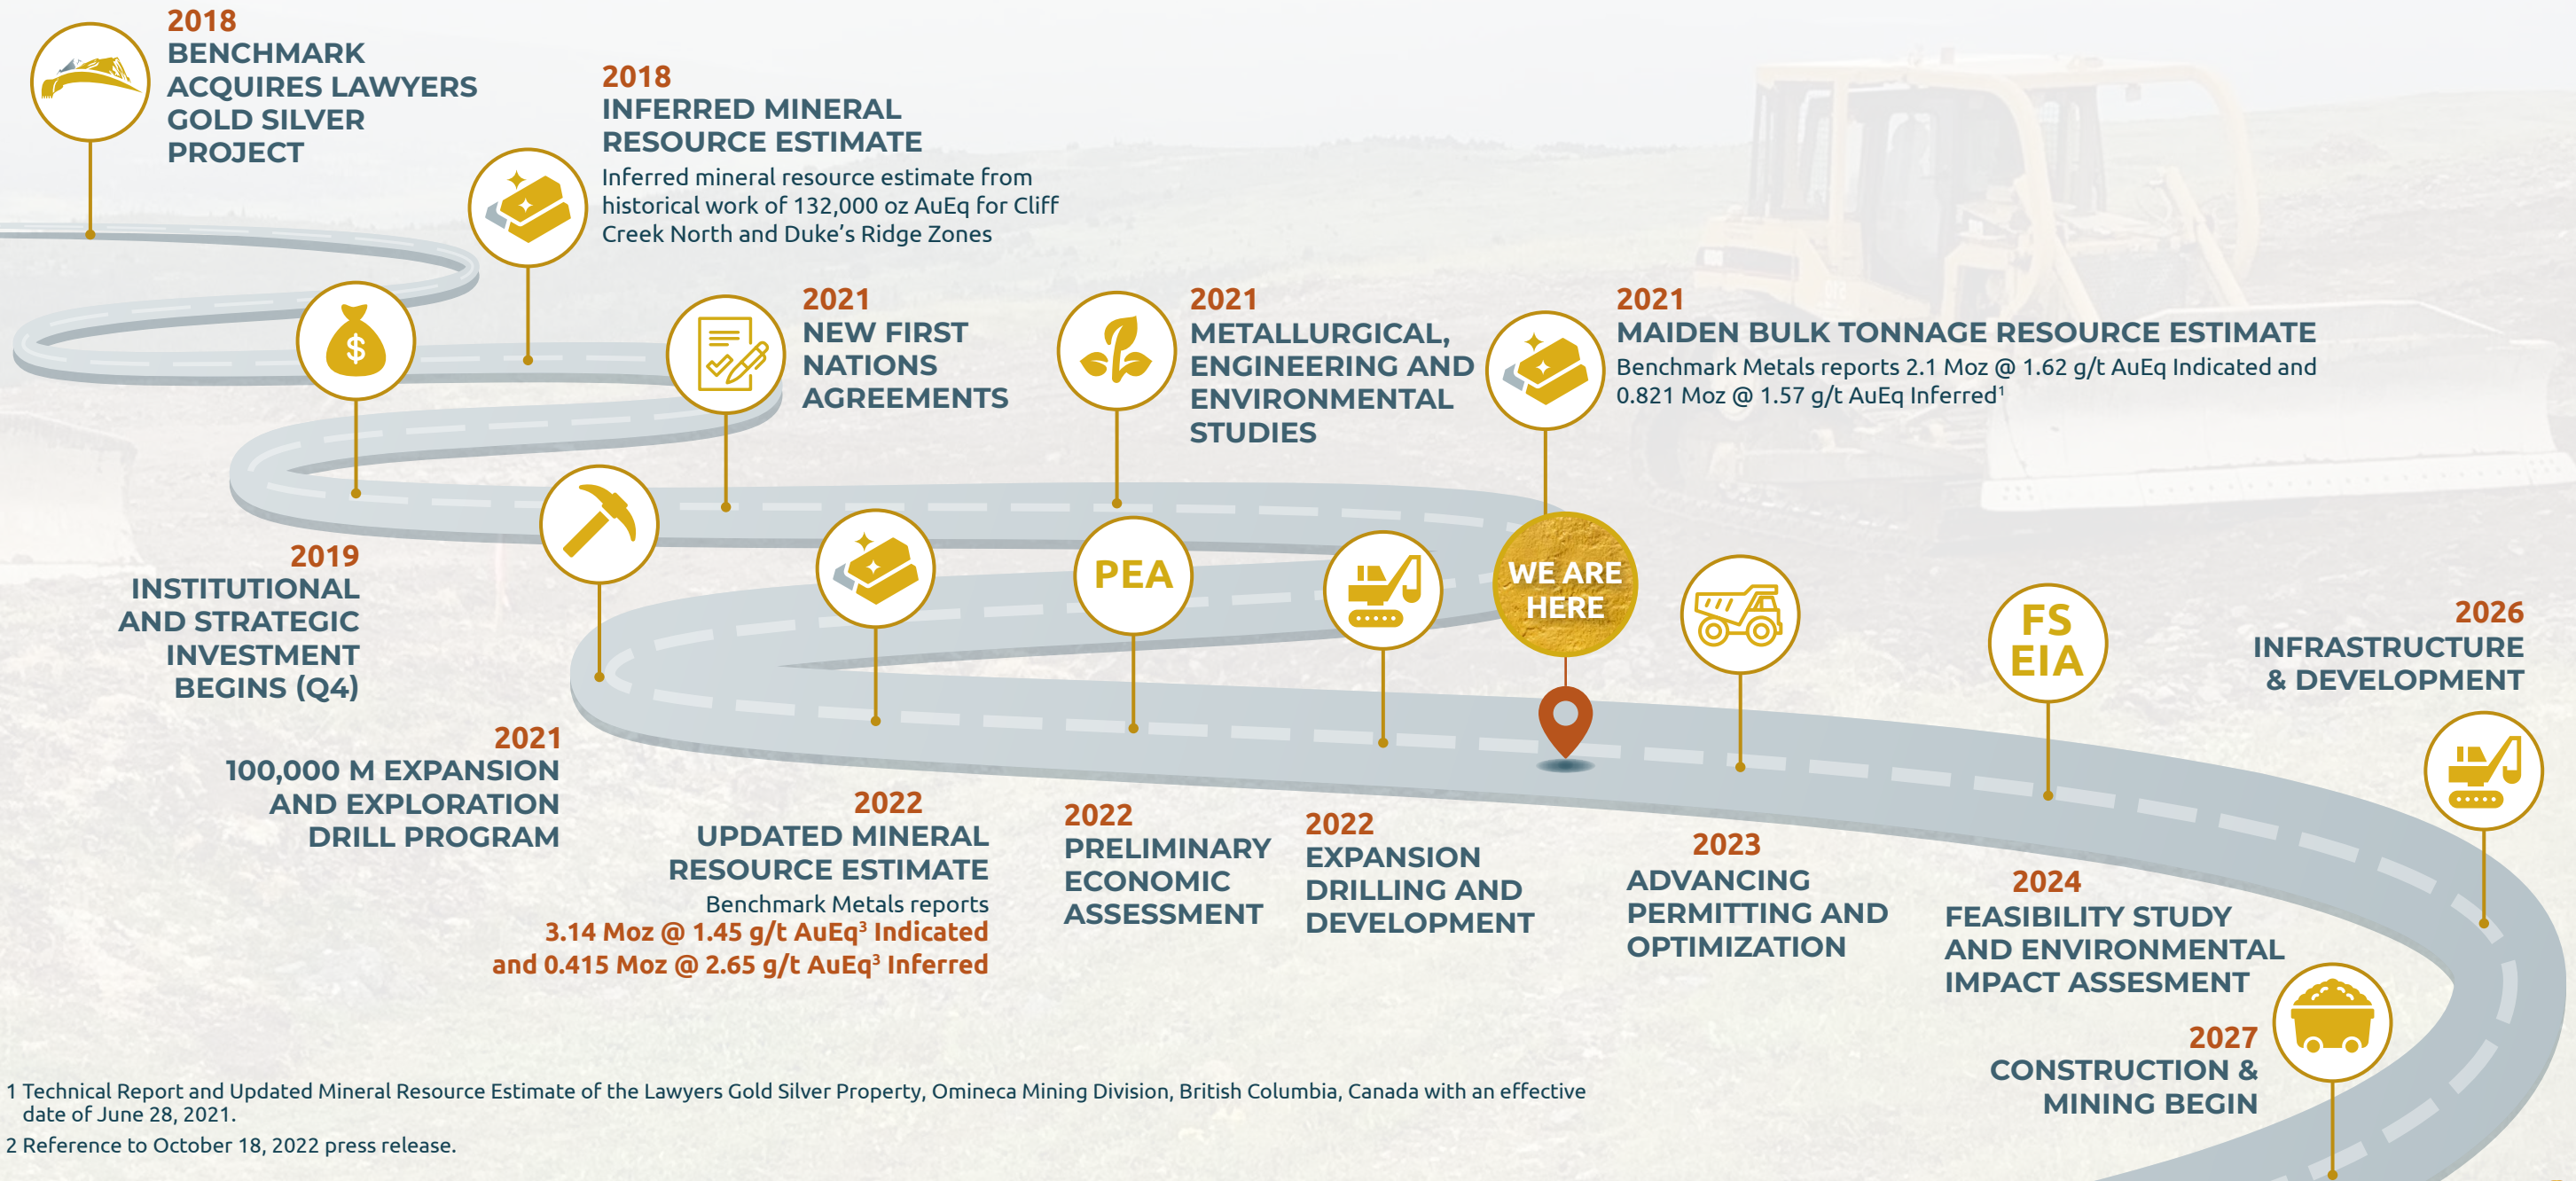 2018
BENCHMARK
ACQUIRES LAWYERS
GOLD SILVER
PROJECT
2018
INFERRED MINERAL
RESOURCE ESTIMATE
Inferred mineral resource estimate from
historical work of 132,000 oz AuEq for Cliff
Creek North and Duke’s Ridge Zones
$
2019
INSTITUTIONAL
AND STRATEGIC
INVESTMENT
BEGINS (Q4)
2021
NEW FIRST
NATIONS
AGREEMENTS
2021
METALLURGICAL,
ENGINEERING AND
ENVIRONMENTAL
STUDIES
2021
MAIDEN BULK TONNAGE RESOURCE ESTIMATE
Benchmark Metals reports 2.1 Moz @ 1.62 g/t AuEq Indicated and
0.821 Moz @ 1.57 g/t AuEq Inferred¹
2021
100,000 M EXPANSION
AND EXPLORATION
DRILL PROGRAM
2022
UPDATED MINERAL
RESOURCE ESTIMATE
Benchmark Metals reports
3.14 Moz @ 1.45 g/t AuEq³ Indicated
and 0.415 Moz @ 2.65 g/t AuEq³ Inferred
PEA
2022
PRELIMINARY
ECONOMIC
ASSESSMENT
2022
EXPANSION
DRILLING AND
DEVELOPMENT
WE ARE
HERE
2023
ADVANCING
PERMITTING AND
OPTIMIZATION
FS
EIA
2024
FEASIBILITY STUDY
AND ENVIRONMENTAL
IMPACT ASSESMENT
2026
INFRASTRUCTURE
& DEVELOPMENT
2027
CONSTRUCTION &
MINING BEGIN
1 Technical Report and Updated Mineral Resource Estimate of the Lawyers Gold Silver Property, Omineca Mining Division, British Columbia, Canada with an effective
date of June 28, 2021.
2 Reference to October 18, 2022 press release.